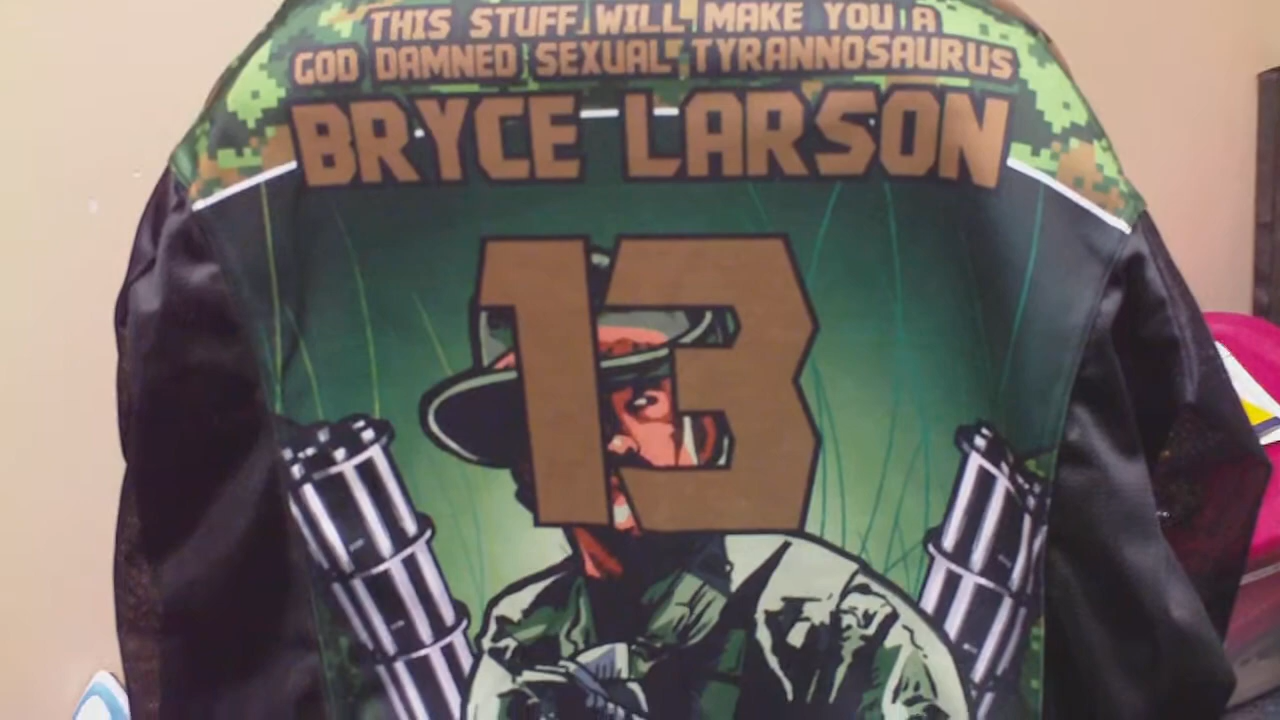 THIS STUFF WILL MAKE YOU A
GOD DAMNED SEXUAL TYRANNOSAURUS
BRYCE LARSON
13